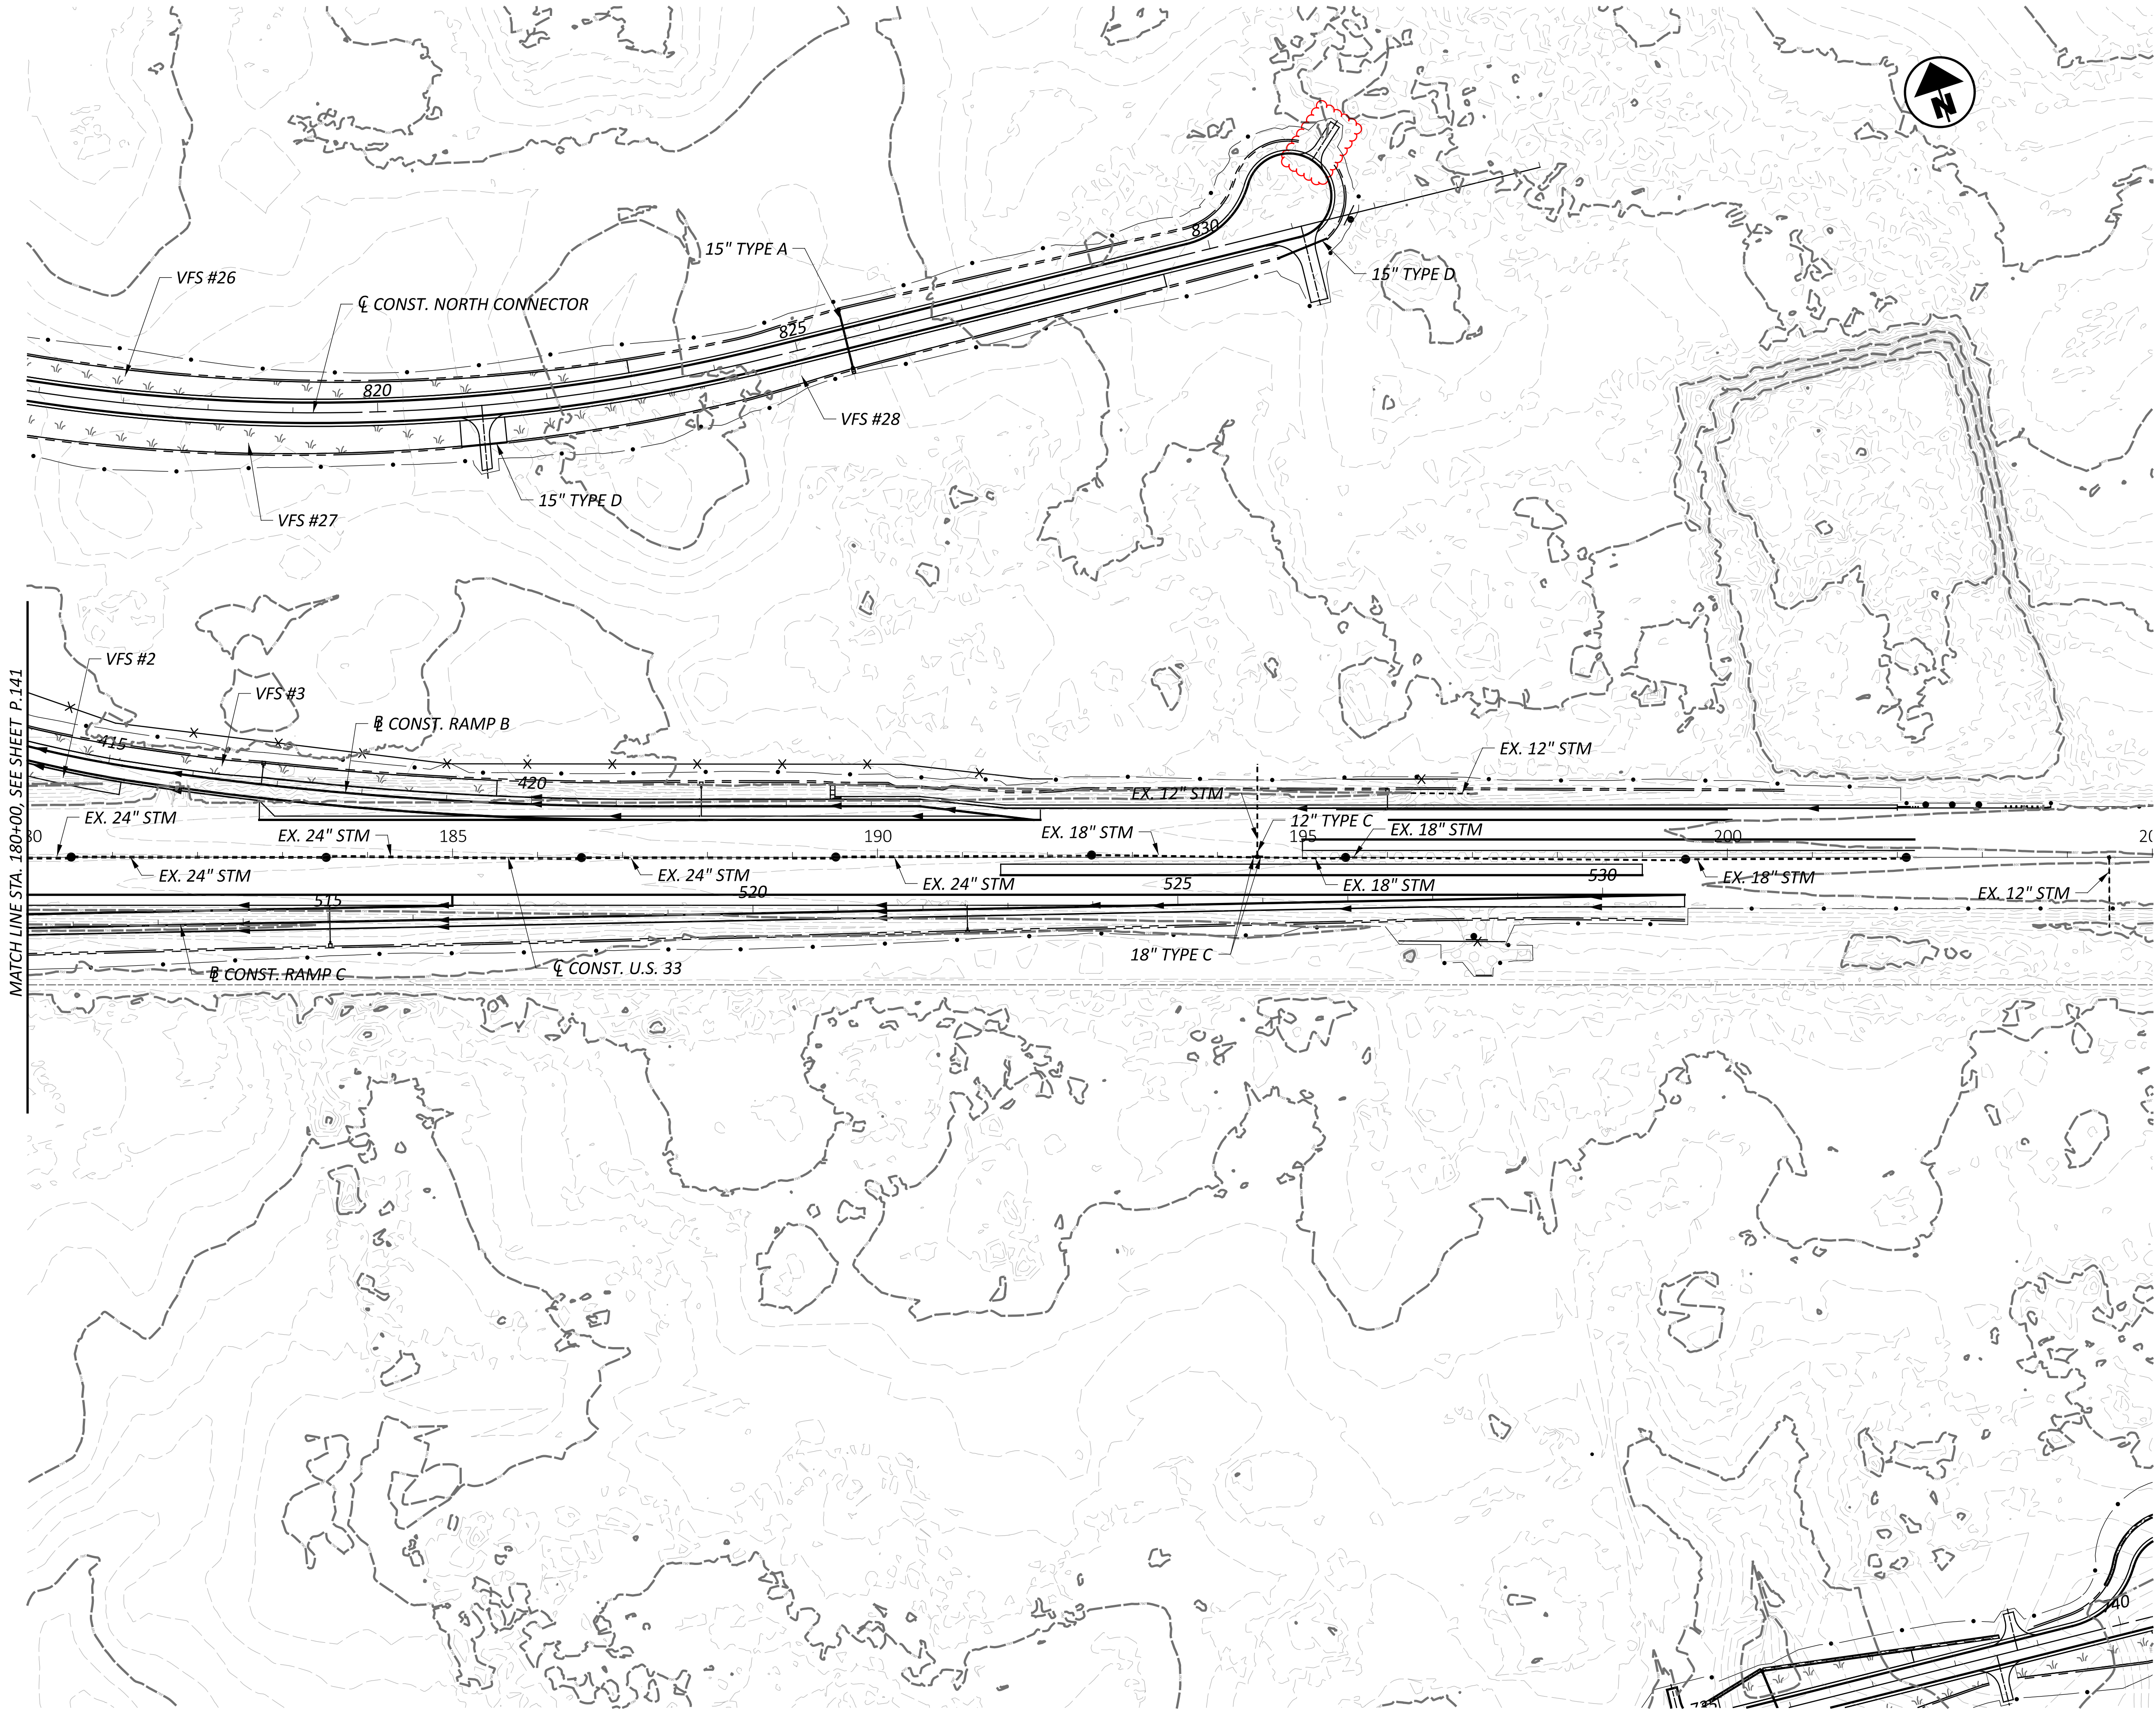 N
830
15" TYPE A
15" TYPE D
VFS #26
℄ CONST. NORTH CONNECTOR
825
820
VFS #28
15" TYPE D
VFS #27
MATCH LINE STA. 180+00, SEE SHEET P.141
VFS #2
VFS #3
℄ CONST. RAMP B
415
420
EX. 12" STM
EX. 12" STM
EX. 24" STM
12" TYPE C
80
EX. 24" STM
185
190
EX. 18" STM
195
EX. 18" STM
200
20
EX. 24" STM
EX. 24" STM
EX. 24" STM
525
EX. 18" STM
530
EX. 18" STM
520
EX. 12" STM
515
18" TYPE C
℄ CONST. RAMP C
℄ CONST. U.S. 33
740
735